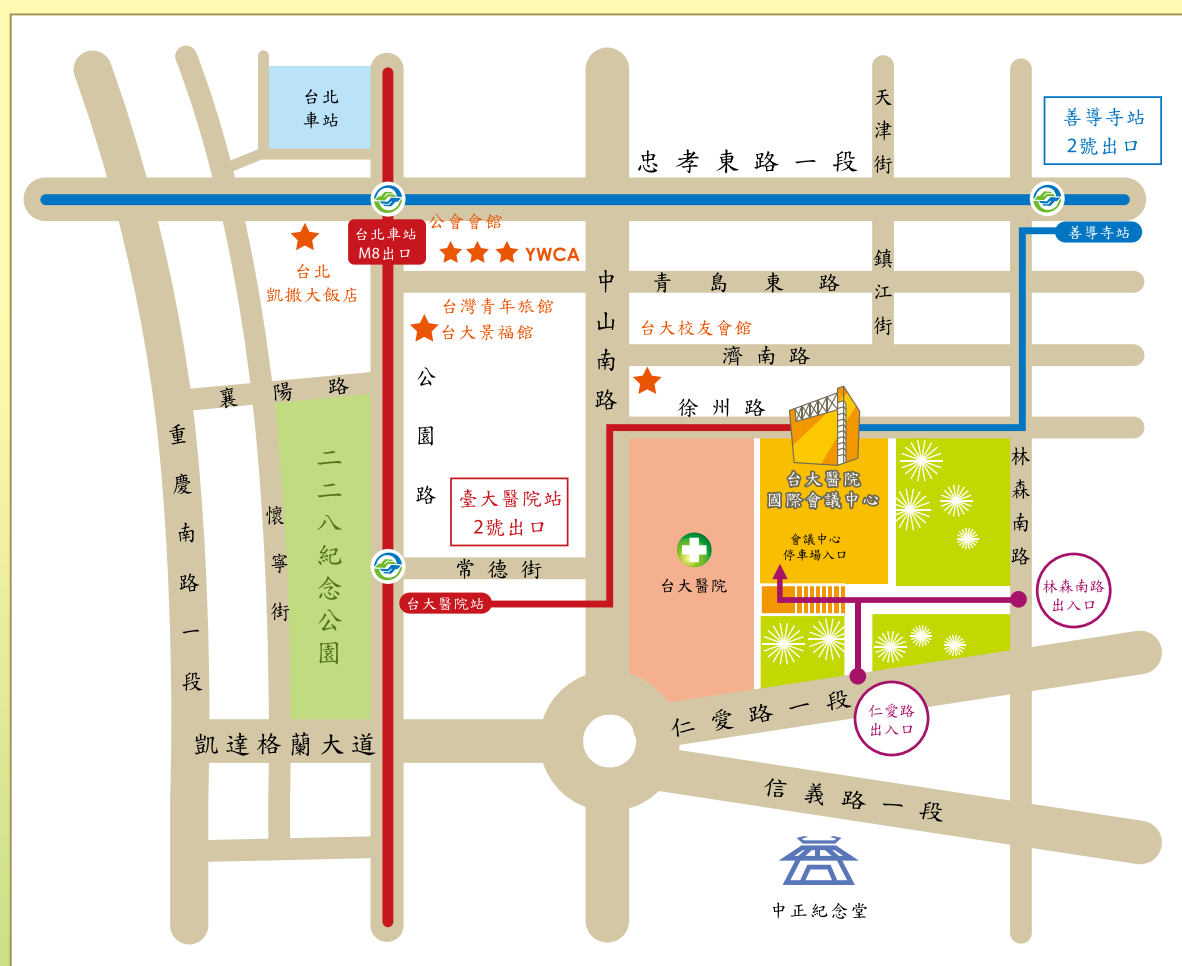 台北
車站
天津街
善導寺站
2號出口
忠孝東路一段
公會會館
台北車站
M8出口
善導寺站
YWCA
台北
凱撒大飯店
中山南路
青島東路
鎮江街
台灣青年旅館
台大景福館
台大校友會館
濟南路
公園路
襄陽路
徐州路
重慶南路一段
二二八紀念公園
懷寧街
臺大醫院站
2號出口
台大醫院
國際會議中心
林森南路
會議中心
停車場入口
常德街
台大醫院
台大醫院站
林森南路
出入口
仁愛路一段
仁愛路
出入口
凱達格蘭大道
信義路一段
中正紀念堂